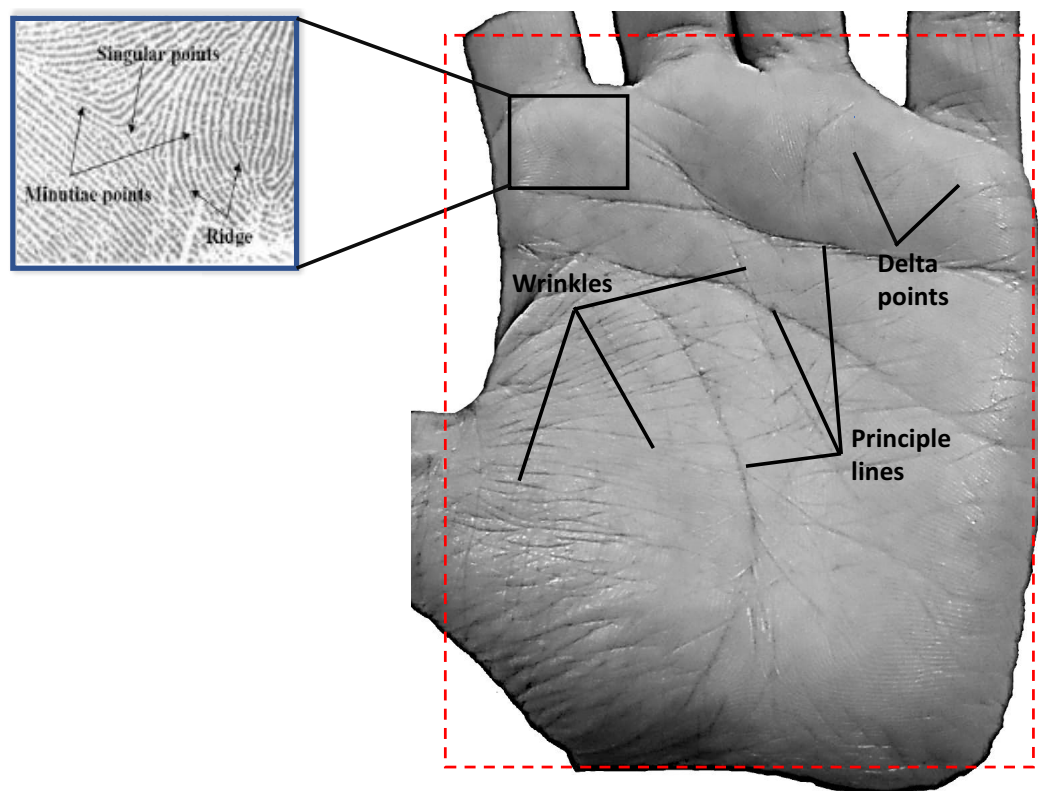 Singular points
Minutiae points
Ridge
Wrinkles
Delta
points
Principle
lines